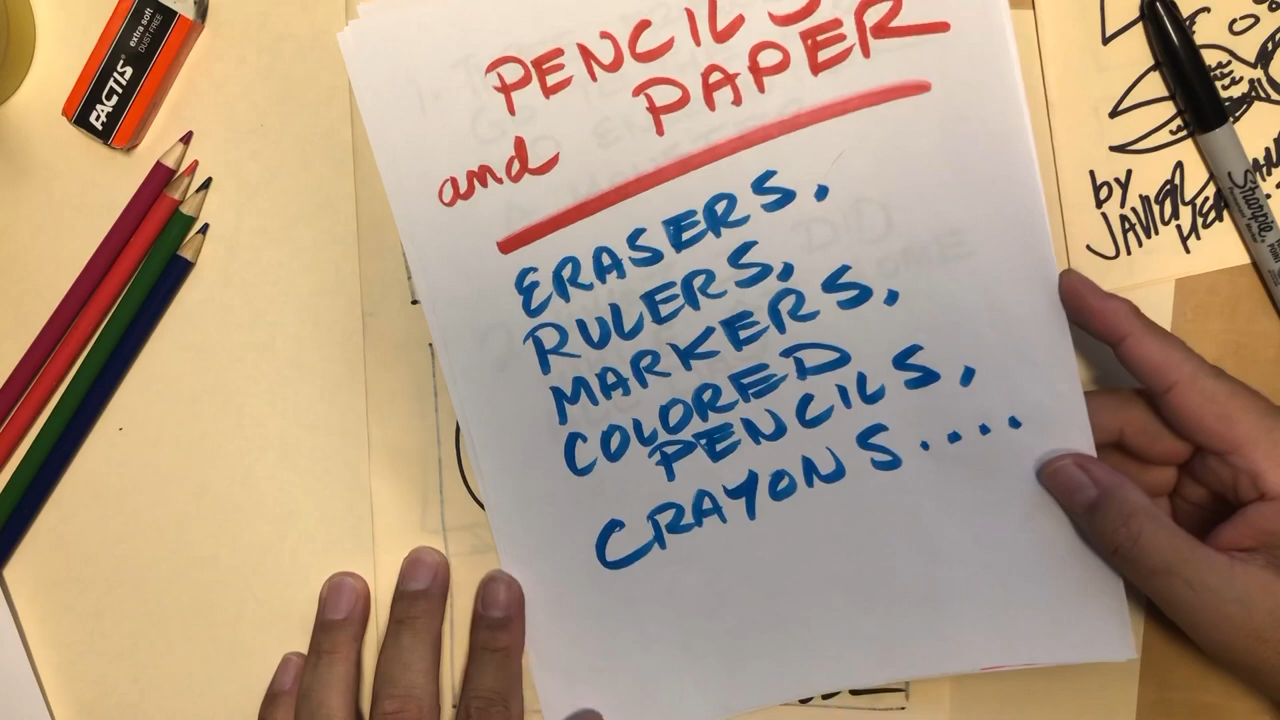 PENCILS
and PAPER
ERASERS,
RULERS,
MARKERS,
COLORED
PENCILS,
CRAYONS....
FACTIS
extra soft
DUST FREE
by
JAVIER
Sharpie